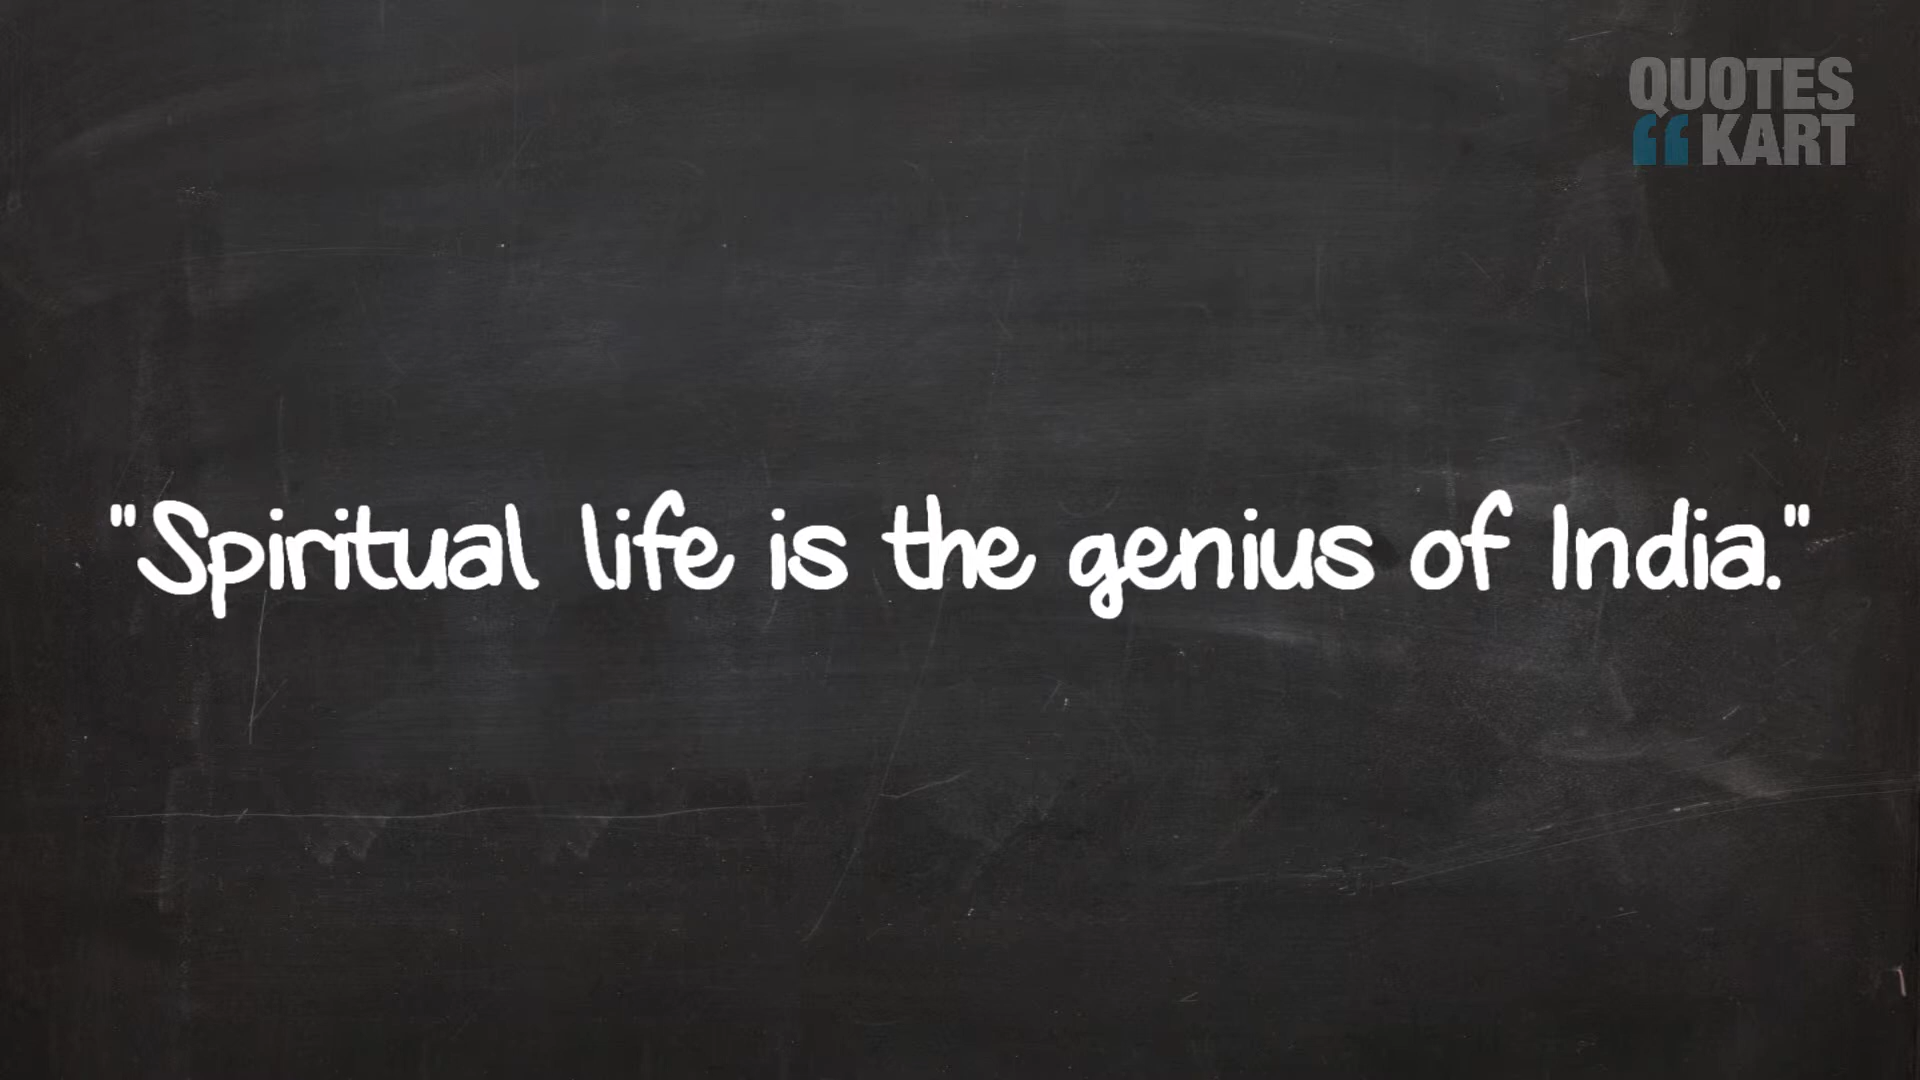 QUOTES
“KART
"Spiritual life is the genius of India."